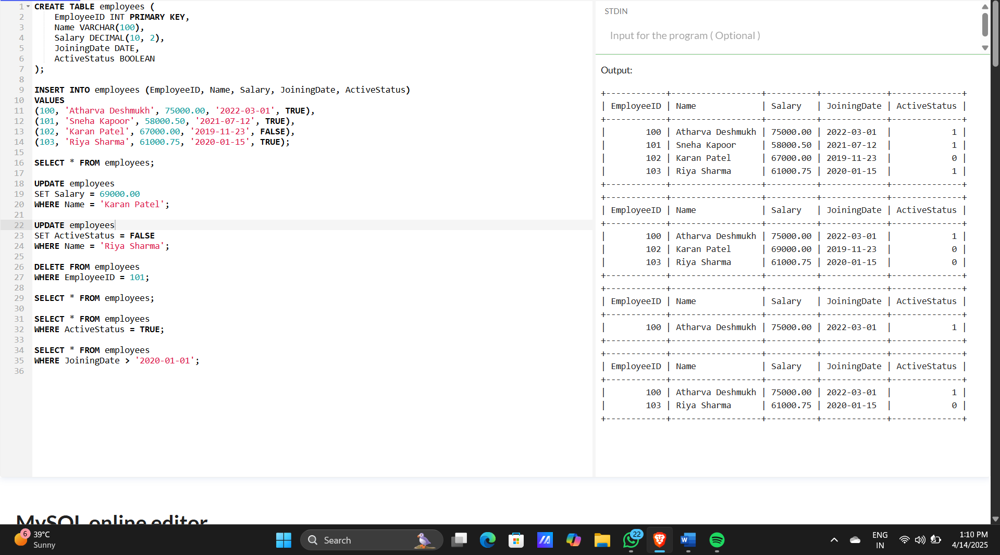 1 CREATE TABLE employees (
2     EmployeeID INT PRIMARY KEY,
3     Name VARCHAR(100),
4     Salary DECIMAL(10, 2),
5     JoiningDate DATE,
6     ActiveStatus BOOLEAN
7 );
8
9 INSERT INTO employees (EmployeeID, Name, Salary, JoiningDate, ActiveStatus)
10 VALUES
11 (100, 'Atharva Deshmukh', 75000.00, '2022-03-01', TRUE),
12 (101, 'Sneha Kapoor', 58000.50, '2021-07-12', TRUE),
13 (102, 'Karan Patel', 67000.00, '2019-11-23', FALSE),
14 (103, 'Riya Sharma', 61000.75, '2020-01-15', TRUE);
15
16 SELECT * FROM employees;
17
18 UPDATE employees
19 SET Salary = 69000.00
20 WHERE Name = 'Karan Patel';
21
22 UPDATE employees
23 SET ActiveStatus = FALSE
24 WHERE Name = 'Riya Sharma';
25
26 DELETE FROM employees
27 WHERE EmployeeID = 101;
28
29 SELECT * FROM employees;
30
31 SELECT * FROM employees
32 WHERE ActiveStatus = TRUE;
33
34 SELECT * FROM employees
35 WHERE JoiningDate > '2020-01-01';
36
STDIN
Input for the program ( Optional )
Output:
+------------+------------------+----------+-------------+--------------+
| EmployeeID | Name             | Salary   | JoiningDate | ActiveStatus |
+------------+------------------+----------+-------------+--------------+
|        100 | Atharva Deshmukh | 75000.00 | 2022-03-01  |            1 |
|        101 | Sneha Kapoor     | 58000.50 | 2021-07-12  |            1 |
|        102 | Karan Patel      | 67000.00 | 2019-11-23  |            0 |
|        103 | Riya Sharma      | 61000.75 | 2020-01-15  |            1 |
+------------+------------------+----------+-------------+--------------+
+------------+------------------+----------+-------------+--------------+
| EmployeeID | Name             | Salary   | JoiningDate | ActiveStatus |
+------------+------------------+----------+-------------+--------------+
|        100 | Atharva Deshmukh | 75000.00 | 2022-03-01  |            1 |
|        102 | Karan Patel      | 69000.00 | 2019-11-23  |            0 |
|        103 | Riya Sharma      | 61000.75 | 2020-01-15  |            0 |
+------------+------------------+----------+-------------+--------------+
+------------+------------------+----------+-------------+--------------+
| EmployeeID | Name             | Salary   | JoiningDate | ActiveStatus |
+------------+------------------+----------+-------------+--------------+
|        100 | Atharva Deshmukh | 75000.00 | 2022-03-01  |            1 |
+------------+------------------+----------+-------------+--------------+
+------------+------------------+----------+-------------+--------------+
| EmployeeID | Name             | Salary   | JoiningDate | ActiveStatus |
+------------+------------------+----------+-------------+--------------+
|        100 | Atharva Deshmukh | 75000.00 | 2022-03-01  |            1 |
|        103 | Riya Sharma      | 61000.75 | 2020-01-15  |            0 |
+------------+------------------+----------+-------------+--------------+
MySQL online editor
6
39°C
Sunny
Search
22
W
ENG
IN
1:10 PM
4/14/2025